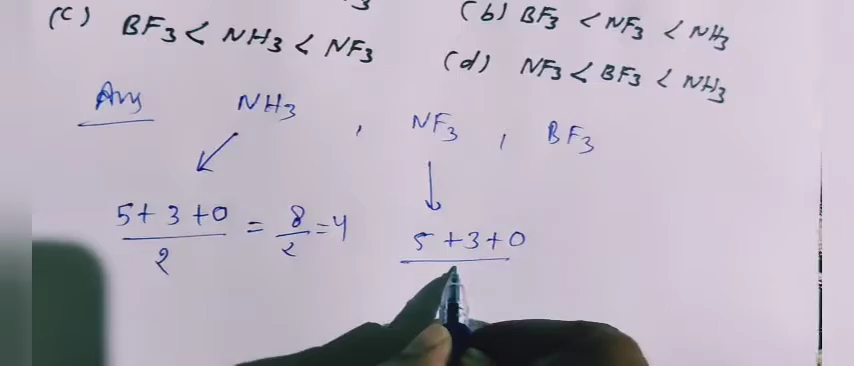 3
(c) BF3 < NH3 < NF3
(b) BF3 < NF3 < NH3
(d) NF3 < BF3 < NH3
Ans NH3 , NF3 , BF3
5+3+0 / 2 = 8/2 = 4
5+3+0